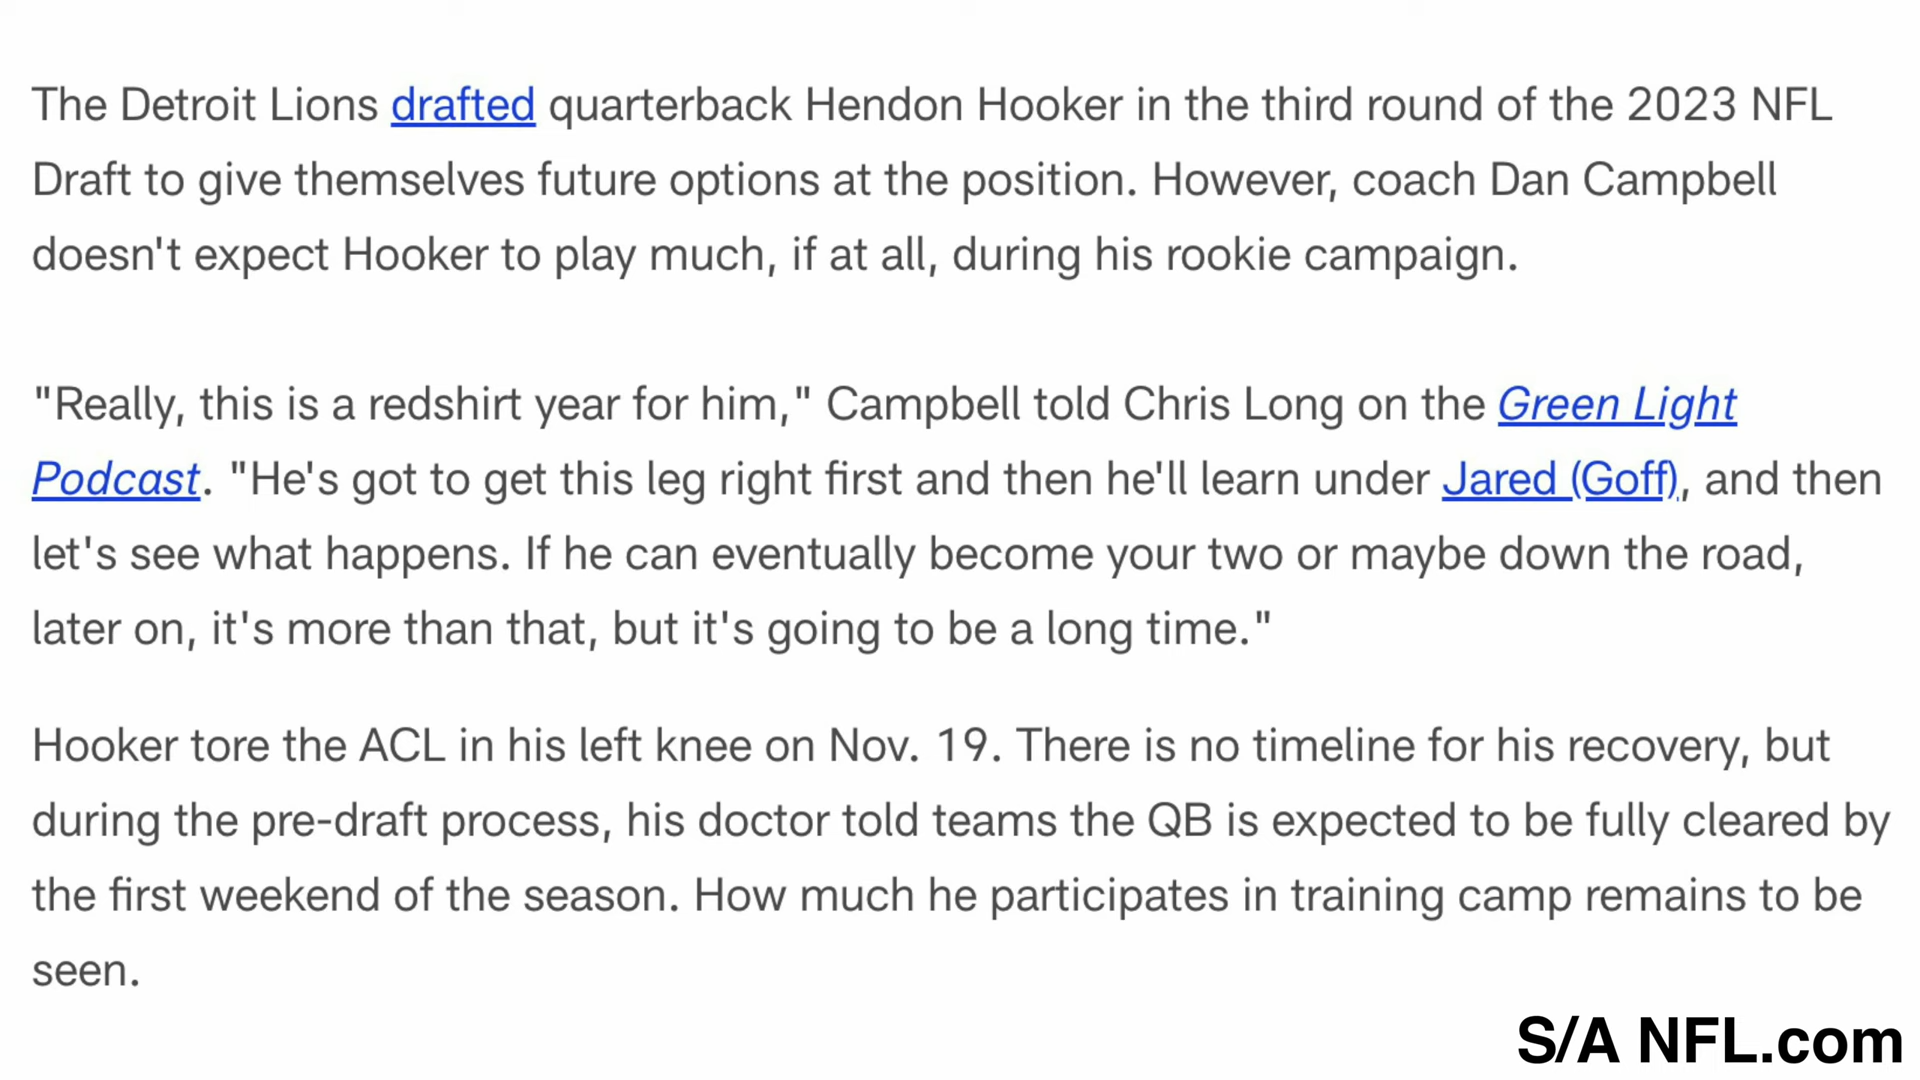 The Detroit Lions drafted quarterback Hendon Hooker in the third round of the 2023 NFL
Draft to give themselves future options at the position. However, coach Dan Campbell
doesn't expect Hooker to play much, if at all, during his rookie campaign.
"Really, this is a redshirt year for him," Campbell told Chris Long on the Green Light
Podcast. "He's got to get this leg right first and then he'll learn under Jared (Goff), and then
let's see what happens. If he can eventually become your two or maybe down the road,
later on, it's more than that, but it's going to be a long time."
Hooker tore the ACL in his left knee on Nov. 19. There is no timeline for his recovery, but
during the pre-draft process, his doctor told teams the QB is expected to be fully cleared by
the first weekend of the season. How much he participates in training camp remains to be
seen.
S/A NFL.com